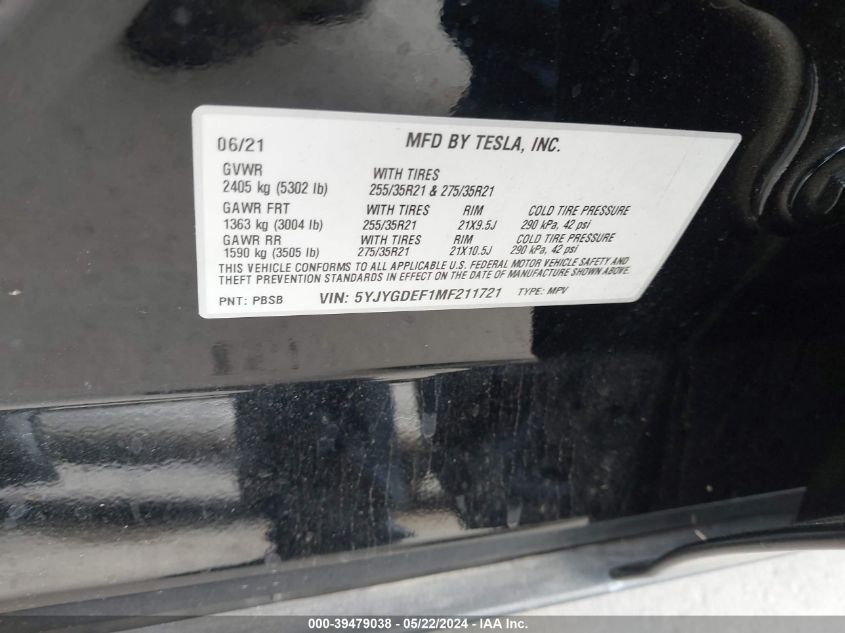 06/21 MFD BY TESLA, INC.
GVWR WITH TIRES
2405 kg (5302 lb) 255/35R21 & 275/35R21
GAWR FRT WITH TIRES RIM COLD TIRE PRESSURE
1363 kg (3004 lb) 255/35R21 21X9.5J 290 kPa, 42 psi
GAWR RR WITH TIRES RIM COLD TIRE PRESSURE
1590 kg (3505 lb) 275/35R21 21X10.5J 290 kPa, 42 psi
THIS VEHICLE CONFORMS TO ALL APPLICABLE U.S. FEDERAL MOTOR VEHICLE SAFETY AND
THEFT PREVENTION STANDARDS IN EFFECT ON THE DATE OF MANUFACTURE SHOWN ABOVE.
PNT: PBSB VIN: 5YJYGDEF1MF211721 TYPE: MPV
000-39479038 - 05/22/2024 - IAA Inc.